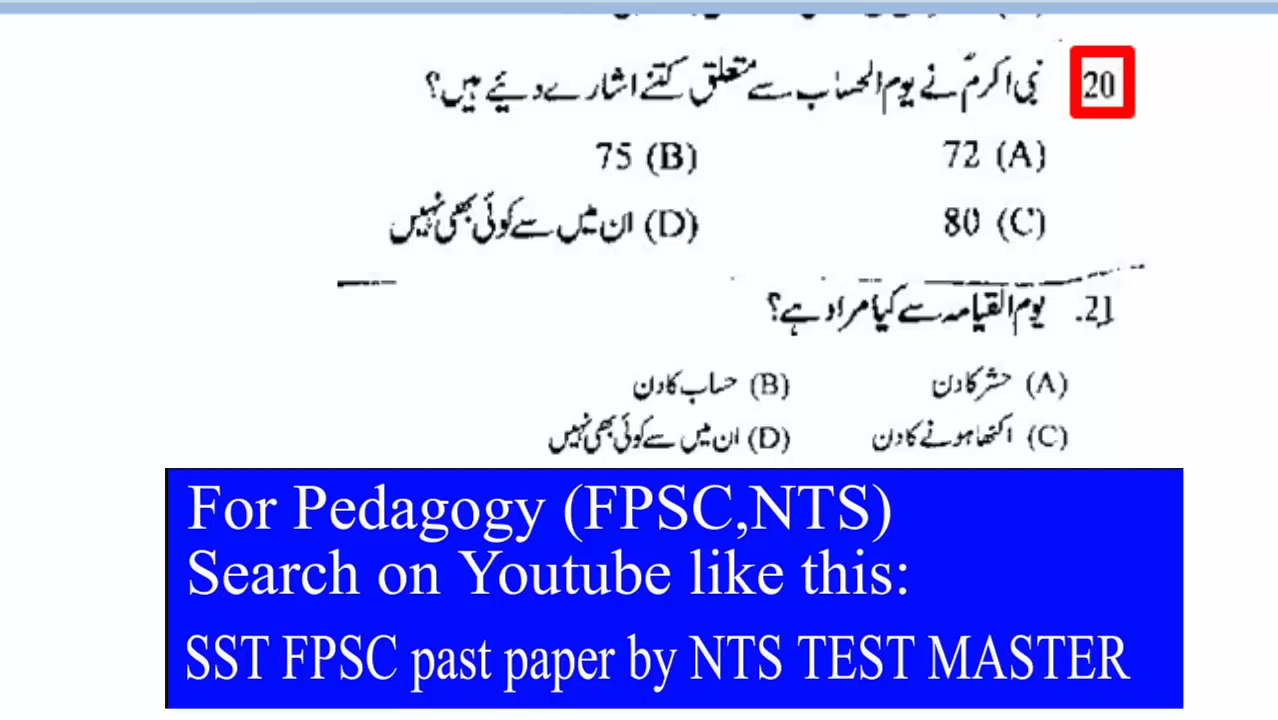 20 نبی اکرمؐ نے یوم الحساب سے متعلق کتنے اشارے دیئے ہیں؟
(A) 72 (B) 75
(C) 80 (D) ان میں سے کوئی بھی نہیں
21. یوم القیامہ سے کیا مراد ہے؟
(A) حشر کا دن (B) حساب کا دن
(C) اکٹھا ہونے کا دن (D) ان میں سے کوئی بھی نہیں
For Pedagogy (FPSC,NTS)
Search on Youtube like this:
SST FPSC past paper by NTS TEST MASTER